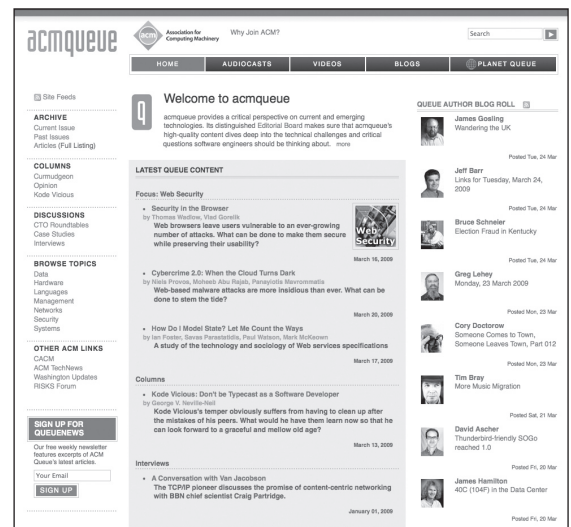 acmqueue
acm
Association for
Computing Machinery
Why Join ACM?
Search
HOME
AUDIOCASTS
VIDEOS
BLOGS
PLANET QUEUE
Site Feeds
ARCHIVE
Current Issue
Past Issues
Articles (Full Listing)
COLUMNS
Curmudgeon
Opinion
Kode Vicious
DISCUSSIONS
CTO Roundtables
Case Studies
Interviews
BROWSE TOPICS
Data
Hardware
Languages
Management
Networks
Security
Systems
OTHER ACM LINKS
CACM
ACM TechNews
Washington Updates
RISKS Forum
SIGN UP FOR
QUEUENEWS
Our free weekly newsletter
features excerpts of ACM
Queue's latest articles.
Your Email
SIGN UP
q
Welcome to acmqueue
acmqueue provides a critical perspective on current and emerging
technologies. Its distinguished Editorial Board makes sure that acmqueue's
high-quality content dives deep into the technical challenges and critical
questions software engineers should be thinking about. more
LATEST QUEUE CONTENT
Focus: Web Security
• Security in the Browser
by Thomas Wadlow, Vlad Gorelik
Web browsers leave users vulnerable to an ever-growing
number of attacks. What can be done to make them secure
while preserving their usability?
Web
Security
March 16, 2009
• Cybercrime 2.0: When the Cloud Turns Dark
by Niels Provos, Moheeb Abu Rajab, Panayiotis Mavrommatis
Web-based malware attacks are more insidious than ever. What can be
done to stem the tide?
March 20, 2009
• How Do I Model State? Let Me Count the Ways
by Ian Foster, Savas Parastatidis, Paul Watson, Mark McKeown
A study of the technology and sociology of Web services specifications
March 17, 2009
Columns
• Kode Vicious: Don't be Typecast as a Software Developer
by George V. Neville-Neil
Kode Vicious's temper obviously suffers from having to clean up after
the mistakes of his peers. What would he have them learn now so that he
can look forward to a graceful and mellow old age?
March 13, 2009
Interviews
• A Conversation with Van Jacobson
The TCP/IP pioneer discusses the promise of content-centric networking
with BBN chief scientist Craig Partridge.
January 01, 2009
QUEUE AUTHOR BLOG ROLL
James Gosling
Wandering the UK
Posted Tue, 24 Mar
Jeff Barr
Links for Tuesday, March 24,
2009
Posted Tue, 24 Mar
Bruce Schneier
Election Fraud in Kentucky
Posted Tue, 24 Mar
Greg Lehey
Monday, 23 March 2009
Posted Mon, 23 Mar
Cory Doctorow
Someone Comes to Town,
Someone Leaves Town, Part 012
Posted Mon, 23 Mar
Tim Bray
More Music Migration
Posted Sat, 21 Mar
David Ascher
Thunderbird-friendly SOGo
reached 1.0
Posted Fri, 20 Mar
James Hamilton
40C (104F) in the Data Center
Posted Fri, 20 Mar